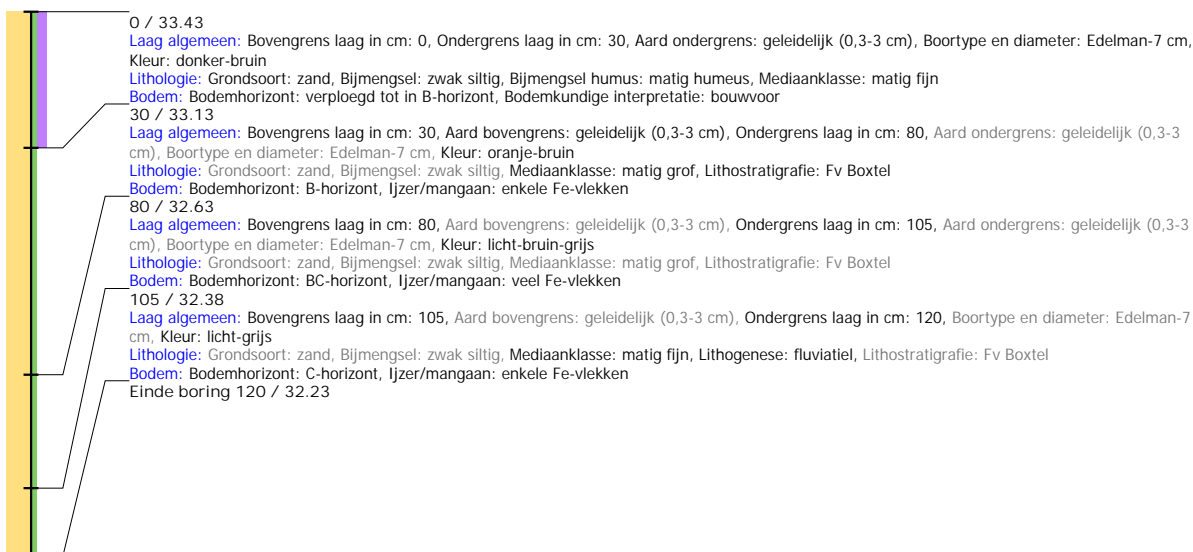 0 / 33.43
Laag algemeen: Bovengrens laag in cm: 0, Ondergrens laag in cm: 30, Aard ondergrens: geleidelijk (0,3-3 cm), Boortype en diameter: Edelman-7 cm,
Kleur: donker-bruin
Lithologie: Grondsoort: zand, Bijmengsel: zwak siltig, Bijmengsel humus: matig humeus, Mediaanklasse: matig fijn
Bodem: Bodemhorizont: verploegd tot in B-horizont, Bodemkundige interpretatie: bouwvoor
30 / 33.13
Laag algemeen: Bovengrens laag in cm: 30, Aard bovengrens: geleidelijk (0,3-3 cm), Ondergrens laag in cm: 80, Aard ondergrens: geleidelijk (0,3-3
cm), Boortype en diameter: Edelman-7 cm, Kleur: oranje-bruin
Lithologie: Grondsoort: zand, Bijmengsel: zwak siltig, Mediaanklasse: matig grof, Lithostratigrafie: Fv Boxtel
Bodem: Bodemhorizont: B-horizont, Ijzer/mangaan: enkele Fe-vlekken
80 / 32.63
Laag algemeen: Bovengrens laag in cm: 80, Aard bovengrens: geleidelijk (0,3-3 cm), Ondergrens laag in cm: 105, Aard ondergrens: geleidelijk (0,3-3
cm), Boortype en diameter: Edelman-7 cm, Kleur: licht-bruin-grijs
Lithologie: Grondsoort: zand, Bijmengsel: zwak siltig, Mediaanklasse: matig grof, Lithostratigrafie: Fv Boxtel
Bodem: Bodemhorizont: BC-horizont, Ijzer/mangaan: veel Fe-vlekken
105 / 32.38
Laag algemeen: Bovengrens laag in cm: 105, Aard bovengrens: geleidelijk (0,3-3 cm), Ondergrens laag in cm: 120, Boortype en diameter: Edelman-7
cm, Kleur: licht-grijs
Lithologie: Grondsoort: zand, Bijmengsel: zwak siltig, Mediaanklasse: matig fijn, Lithogenese: fluviatiel, Lithostratigrafie: Fv Boxtel
Bodem: Bodemhorizont: C-horizont, Ijzer/mangaan: enkele Fe-vlekken
Einde boring 120 / 32.23